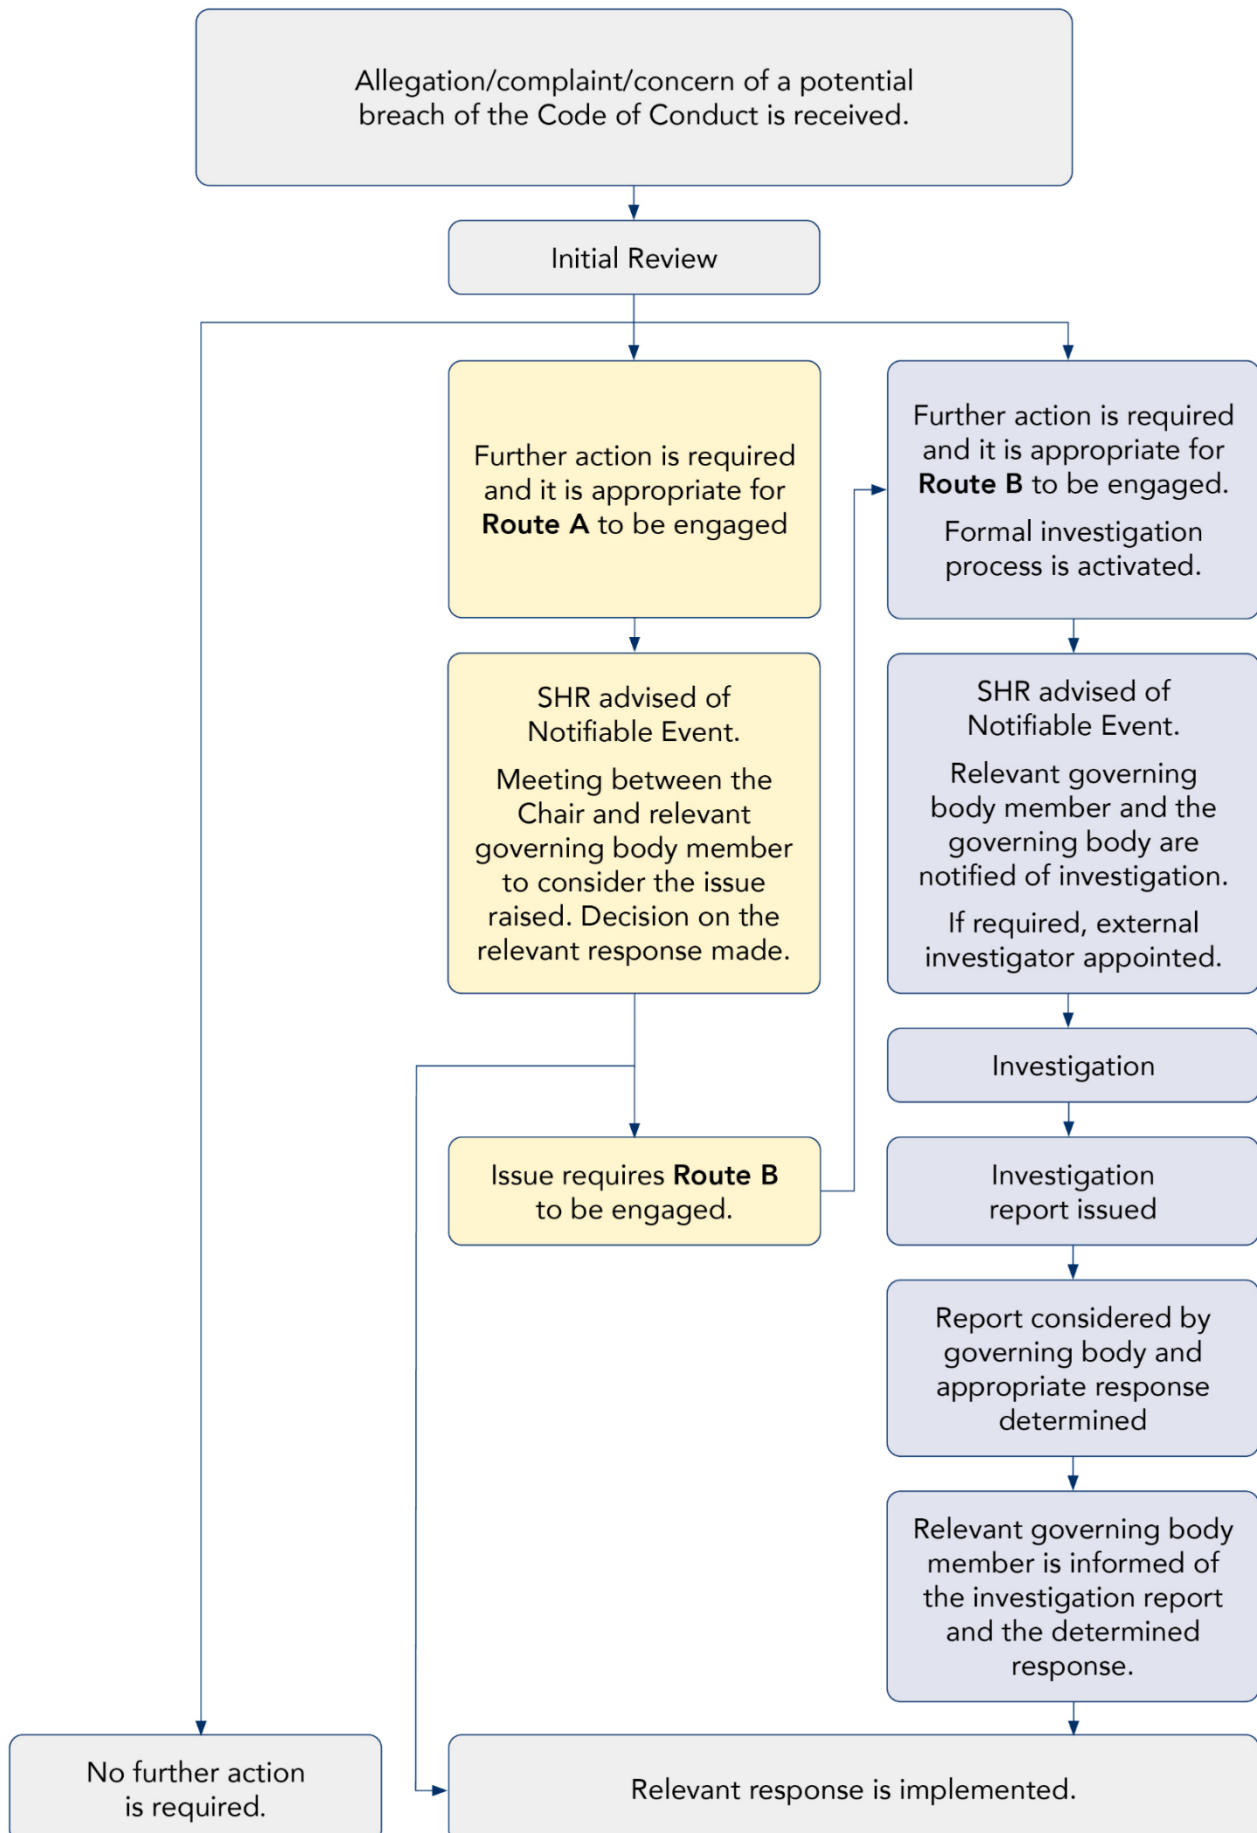 Allegation/complaint/concern of a potential
breach of the Code of Conduct is received.
Initial Review
Further action is required
and it is appropriate for
Route A to be engaged
SHR advised of
Notifiable Event.
Meeting between the
Chair and relevant
governing body member
to consider the issue
raised. Decision on the
relevant response made.
Issue requires Route B
to be engaged.
Further action is required
and it is appropriate for
Route B to be engaged.
Formal investigation
process is activated.
SHR advised of
Notifiable Event.
Relevant governing
body member and the
governing body are
notified of investigation.
If required, external
investigator appointed.
Investigation
Investigation
report issued
Report considered by
governing body and
appropriate response
determined
Relevant governing body
member is informed of
the investigation report
and the determined
response.
No further action
is required.
Relevant response is implemented.